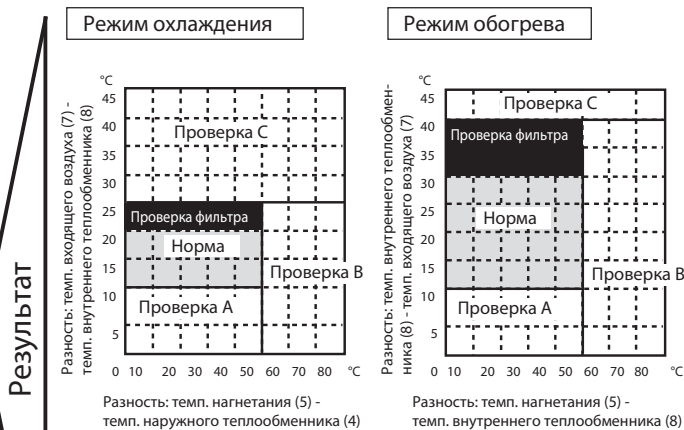 Режим охлаждения
Режим обогрева
Результат
Разность: темп. входящего воздуха (7) -
темп. внутреннего теплообменника (8)
°C
45
40
35
30
25
20
15
10
5
Проверка C
Проверка фильтра
Норма
Проверка B
Проверка A
0 10 20 30 40 50 60 70 80 °C
Разность: темп. нагнетания (5) -
темп. наружного теплообменника (4)
Разность: темп. внутреннего теплообмен-
ника (8) - темп. входящего воздуха (7)
°C
45
40
35
30
25
20
15
10
5
Проверка C
Проверка фильтра
Норма
Проверка B
Проверка A
0 10 20 30 40 50 60 70 80 °C
Разность: темп. нагнетания (5) -
темп. внутреннего теплообменника (8)